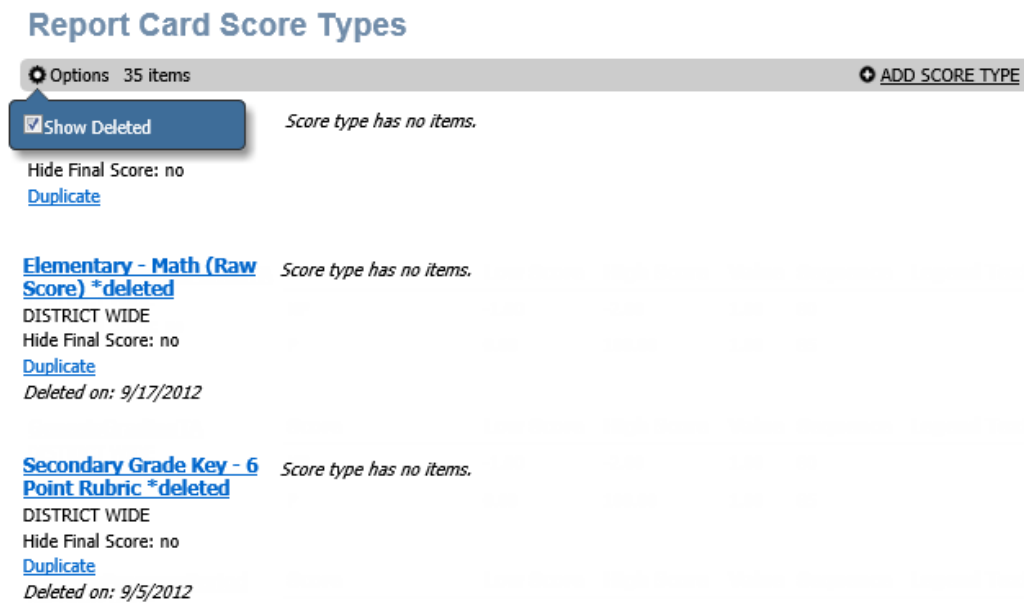 Report Card Score Types
Options 35 items ADD SCORE TYPE
Show Deleted
Score type has no items.
Hide Final Score: no
Duplicate
Elementary - Math (Raw
Score) *deleted
Score type has no items.
DISTRICT WIDE
Hide Final Score: no
Duplicate
Deleted on: 9/17/2012
Secondary Grade Key - 6
Point Rubric *deleted
Score type has no items.
DISTRICT WIDE
Hide Final Score: no
Duplicate
Deleted on: 9/5/2012